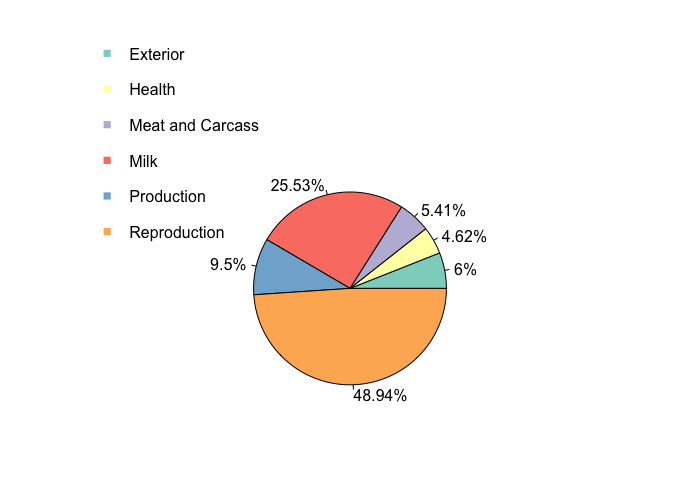 Exterior
Health
Meat and Carcass
Milk
Production
Reproduction
25.53%
5.41%
4.62%
9.5%
6%
48.94%